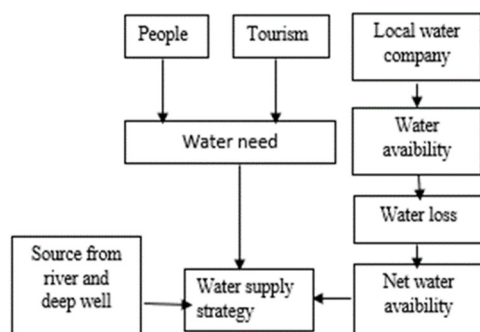 People
Tourism
Local water
company
Water need
Water
avaibility
Water loss
Source from
river and
deep well
Water supply
strategy
Net water
avaibility